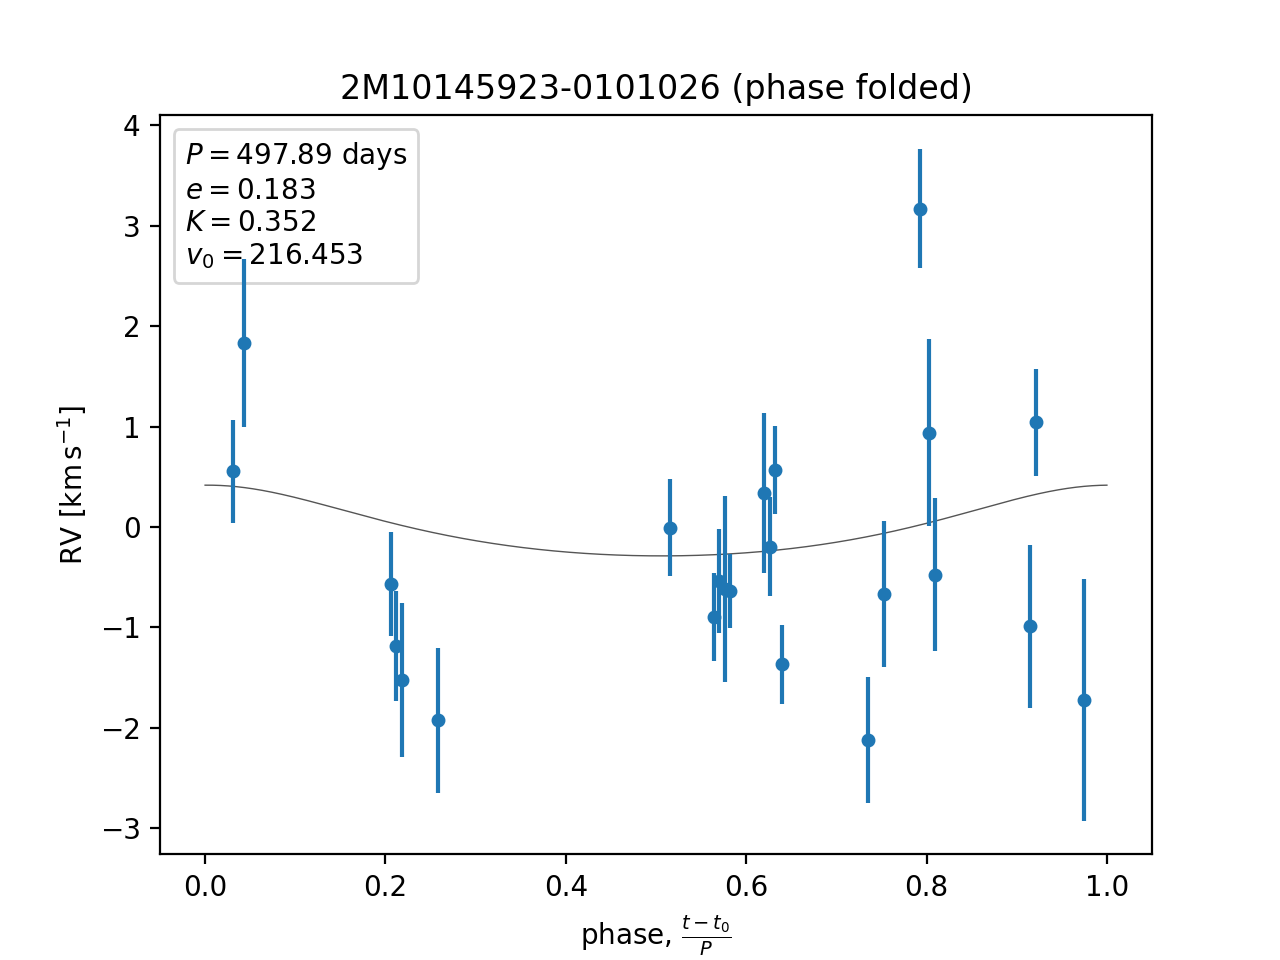 2M10145923-0101026 (phase folded)
P = 497.89 days
e = 0.183
K = 0.352
v₀ = 216.453
4
3
2
1
0
−1
−2
−3
RV [km s⁻¹]
0.0 0.2 0.4 0.6 0.8 1.0
phase, (t − t₀)/P